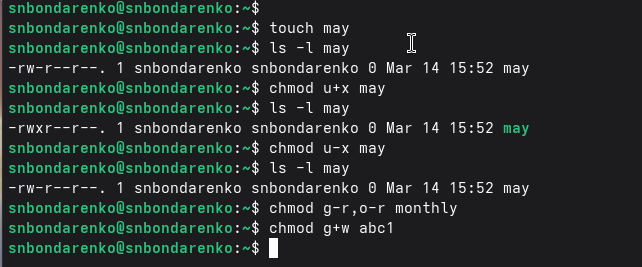 snbondarenko@snbondarenko:~$
snbondarenko@snbondarenko:~$ touch may
snbondarenko@snbondarenko:~$ ls -l may
-rw-r--r--. 1 snbondarenko snbondarenko 0 Mar 14 15:52 may
snbondarenko@snbondarenko:~$ chmod u+x may
snbondarenko@snbondarenko:~$ ls -l may
-rwxr--r--. 1 snbondarenko snbondarenko 0 Mar 14 15:52 may
snbondarenko@snbondarenko:~$ chmod u-x may
snbondarenko@snbondarenko:~$ ls -l may
-rw-r--r--. 1 snbondarenko snbondarenko 0 Mar 14 15:52 may
snbondarenko@snbondarenko:~$ chmod g-r,o-r monthly
snbondarenko@snbondarenko:~$ chmod g+w abc1
snbondarenko@snbondarenko:~$